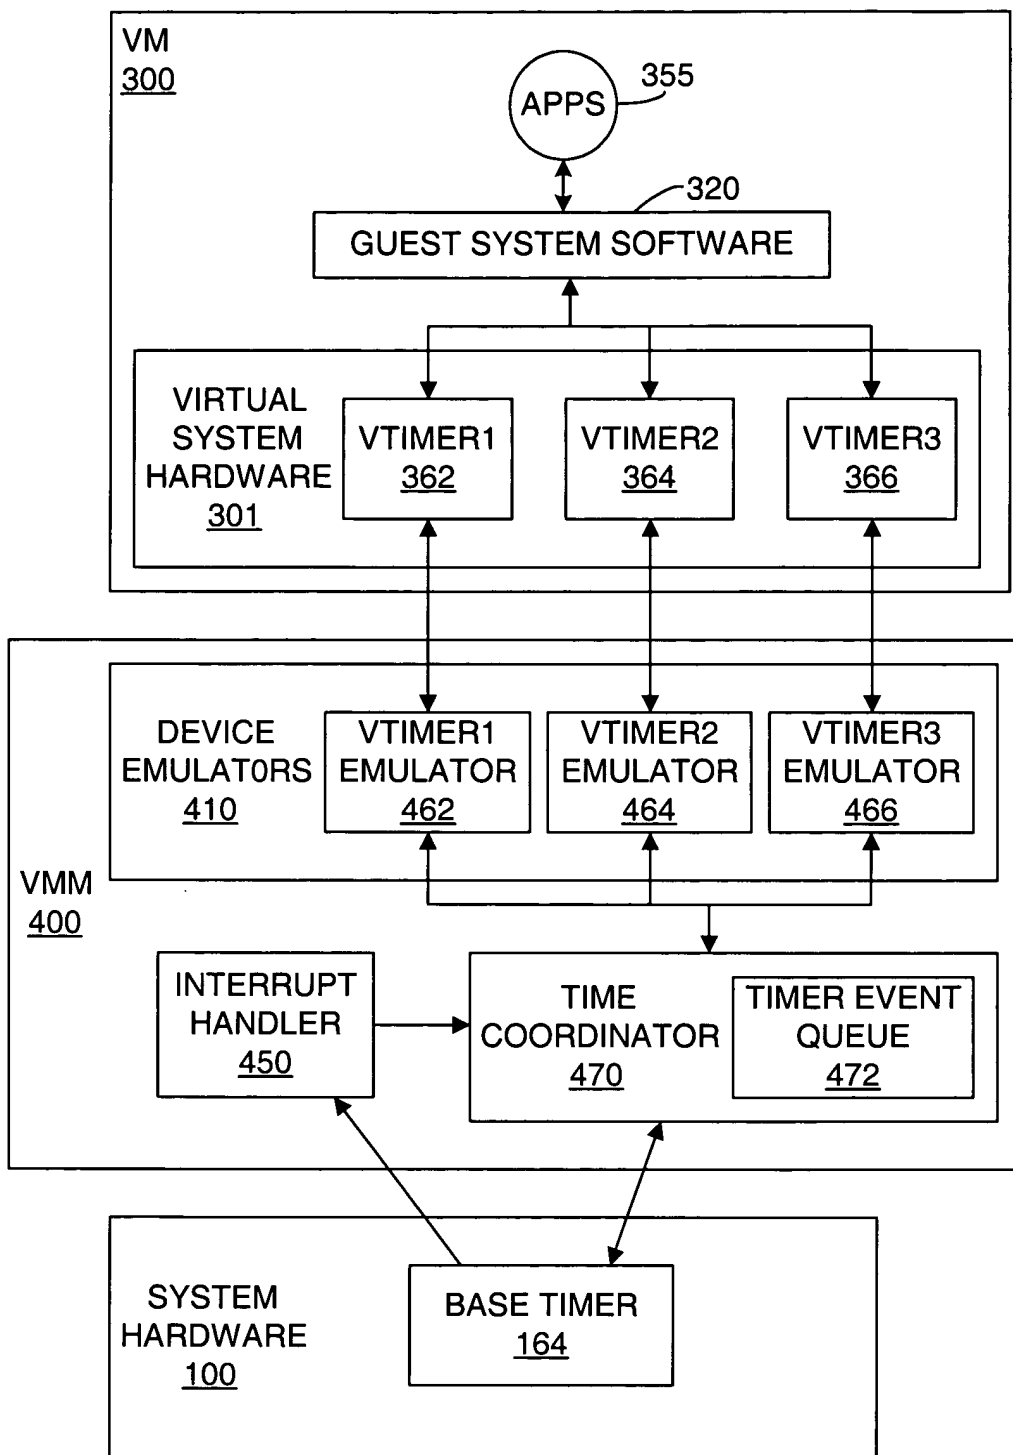 VM
300
APPS
355
320
GUEST SYSTEM SOFTWARE
VIRTUAL
SYSTEM
HARDWARE
301
VTIMER1
362
VTIMER2
364
VTIMER3
366
DEVICE
EMULAT0RS
410
VTIMER1
EMULATOR
462
VTIMER2
EMULATOR
464
VTIMER3
EMULATOR
466
VMM
400
INTERRUPT
HANDLER
450
TIME
COORDINATOR
470
TIMER EVENT
QUEUE
472
SYSTEM
HARDWARE
100
BASE TIMER
164